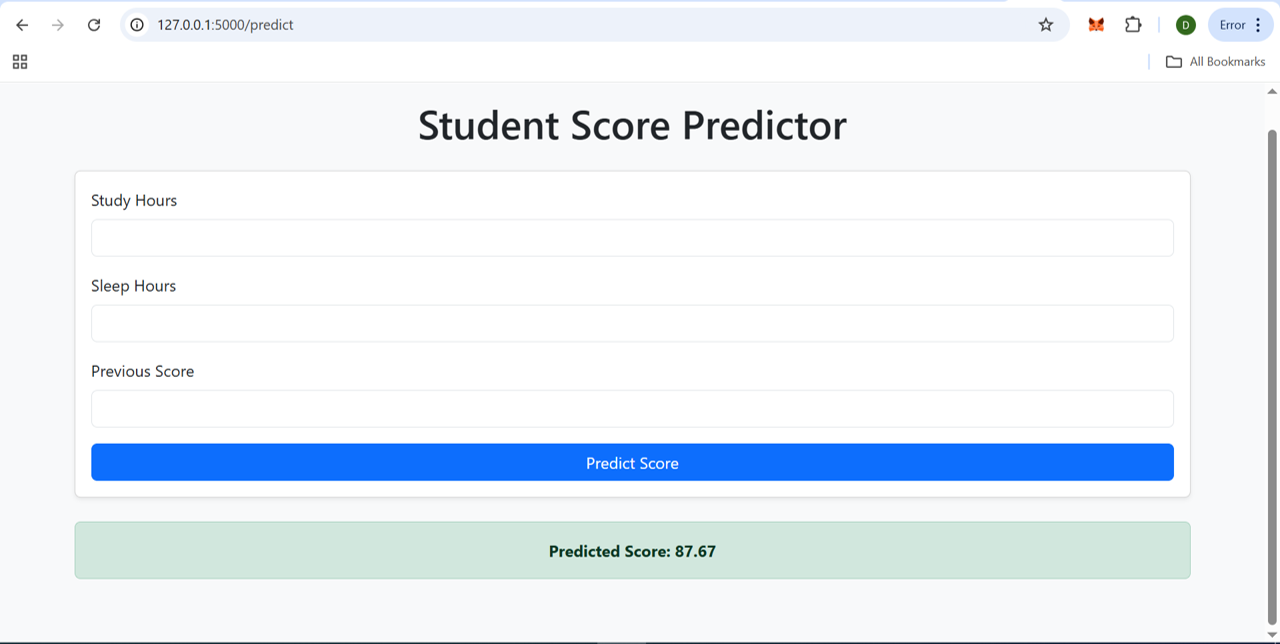 127.0.0.1:5000/predict
D
Error
All Bookmarks
Student Score Predictor
Study Hours
Sleep Hours
Previous Score
Predict Score
Predicted Score: 87.67